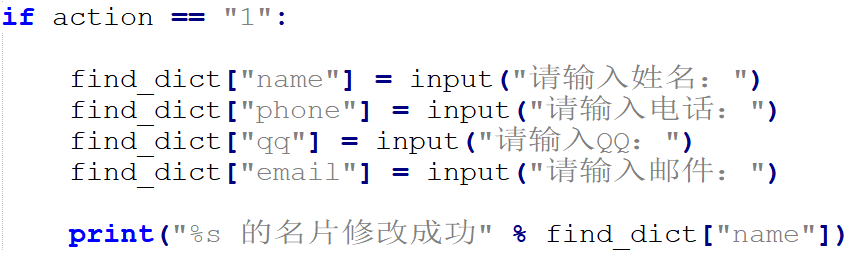 if action == "1":
find_dict["name"] = input("请输入姓名：")
find_dict["phone"] = input("请输入电话：")
find_dict["qq"] = input("请输入QQ：")
find_dict["email"] = input("请输入邮件：")
print("%s 的名片修改成功" % find_dict["name"])